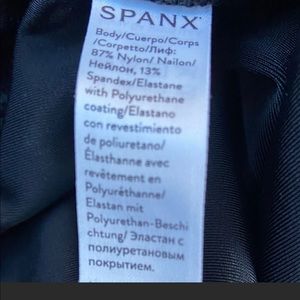 SPANX
Body/Cuerpo/Corps
/Corpetto/Лиф:
87% Nylon/ Nailon/
Нейлон, 13%
Spandex/Elastane
with Polyurethane
coating/Elastano
con revestimiento
de poliuretano/
Élasthanne avec
revêtement en
Polyuréthanne/
Elastan mit
Polyurethan-Beschi
chtung/ Эластан с
полиуретановым
покрытием.